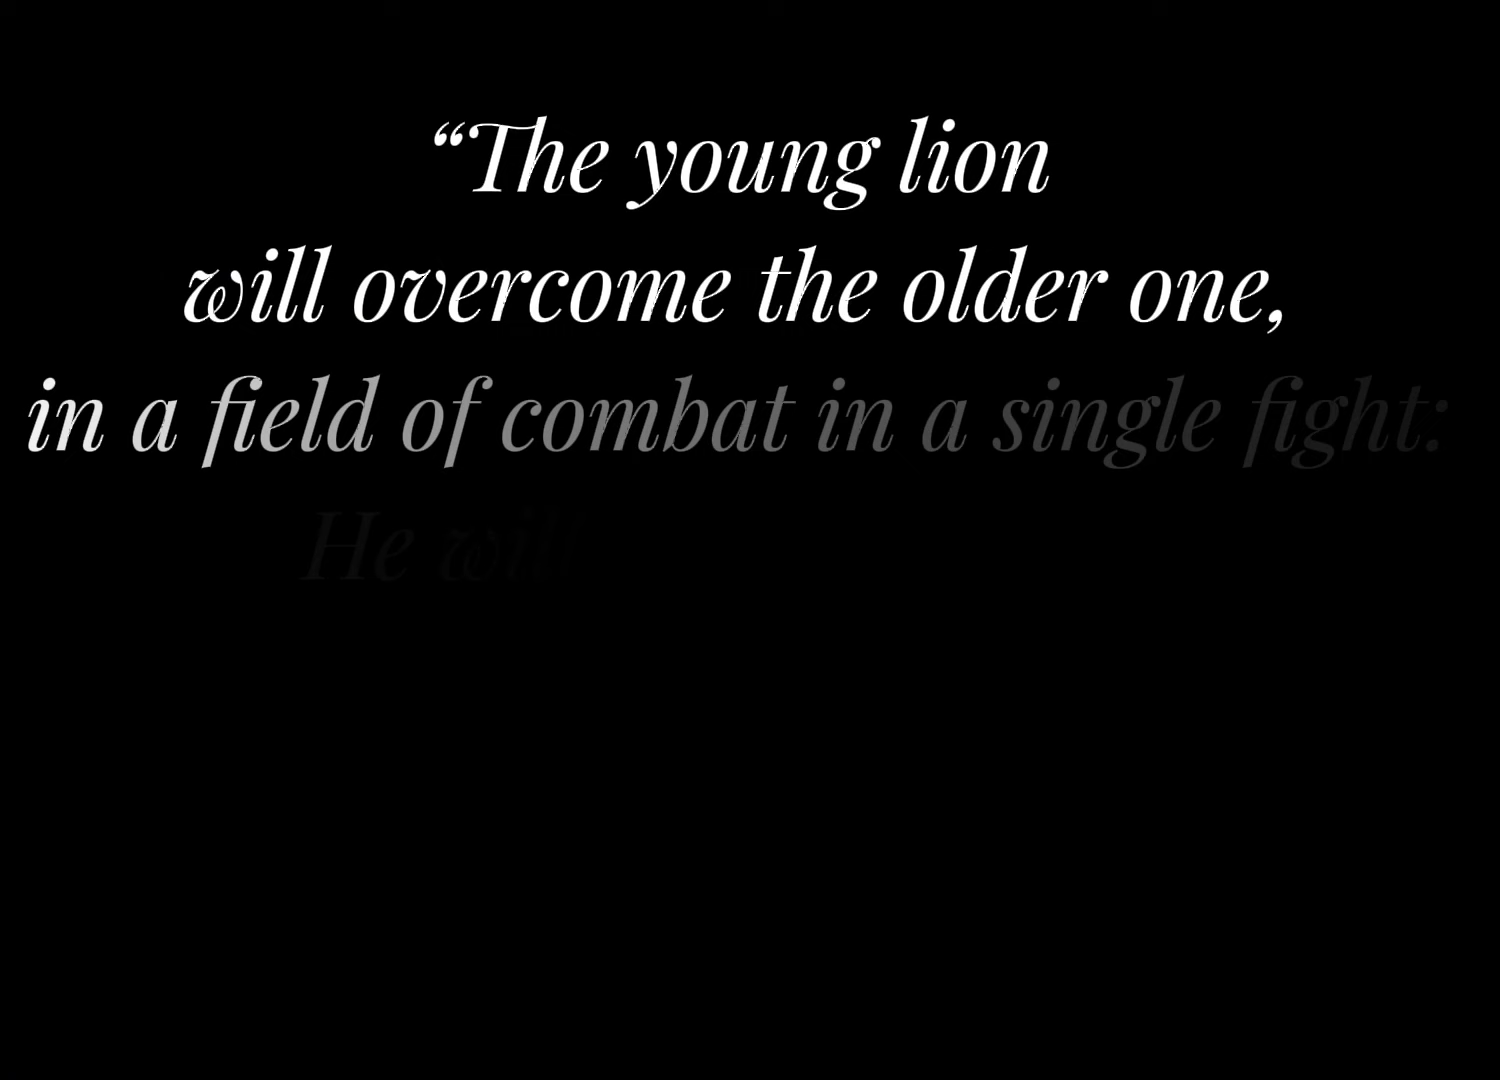 “The young lion
will overcome the older one,
in a field of combat in a single fight:
He will